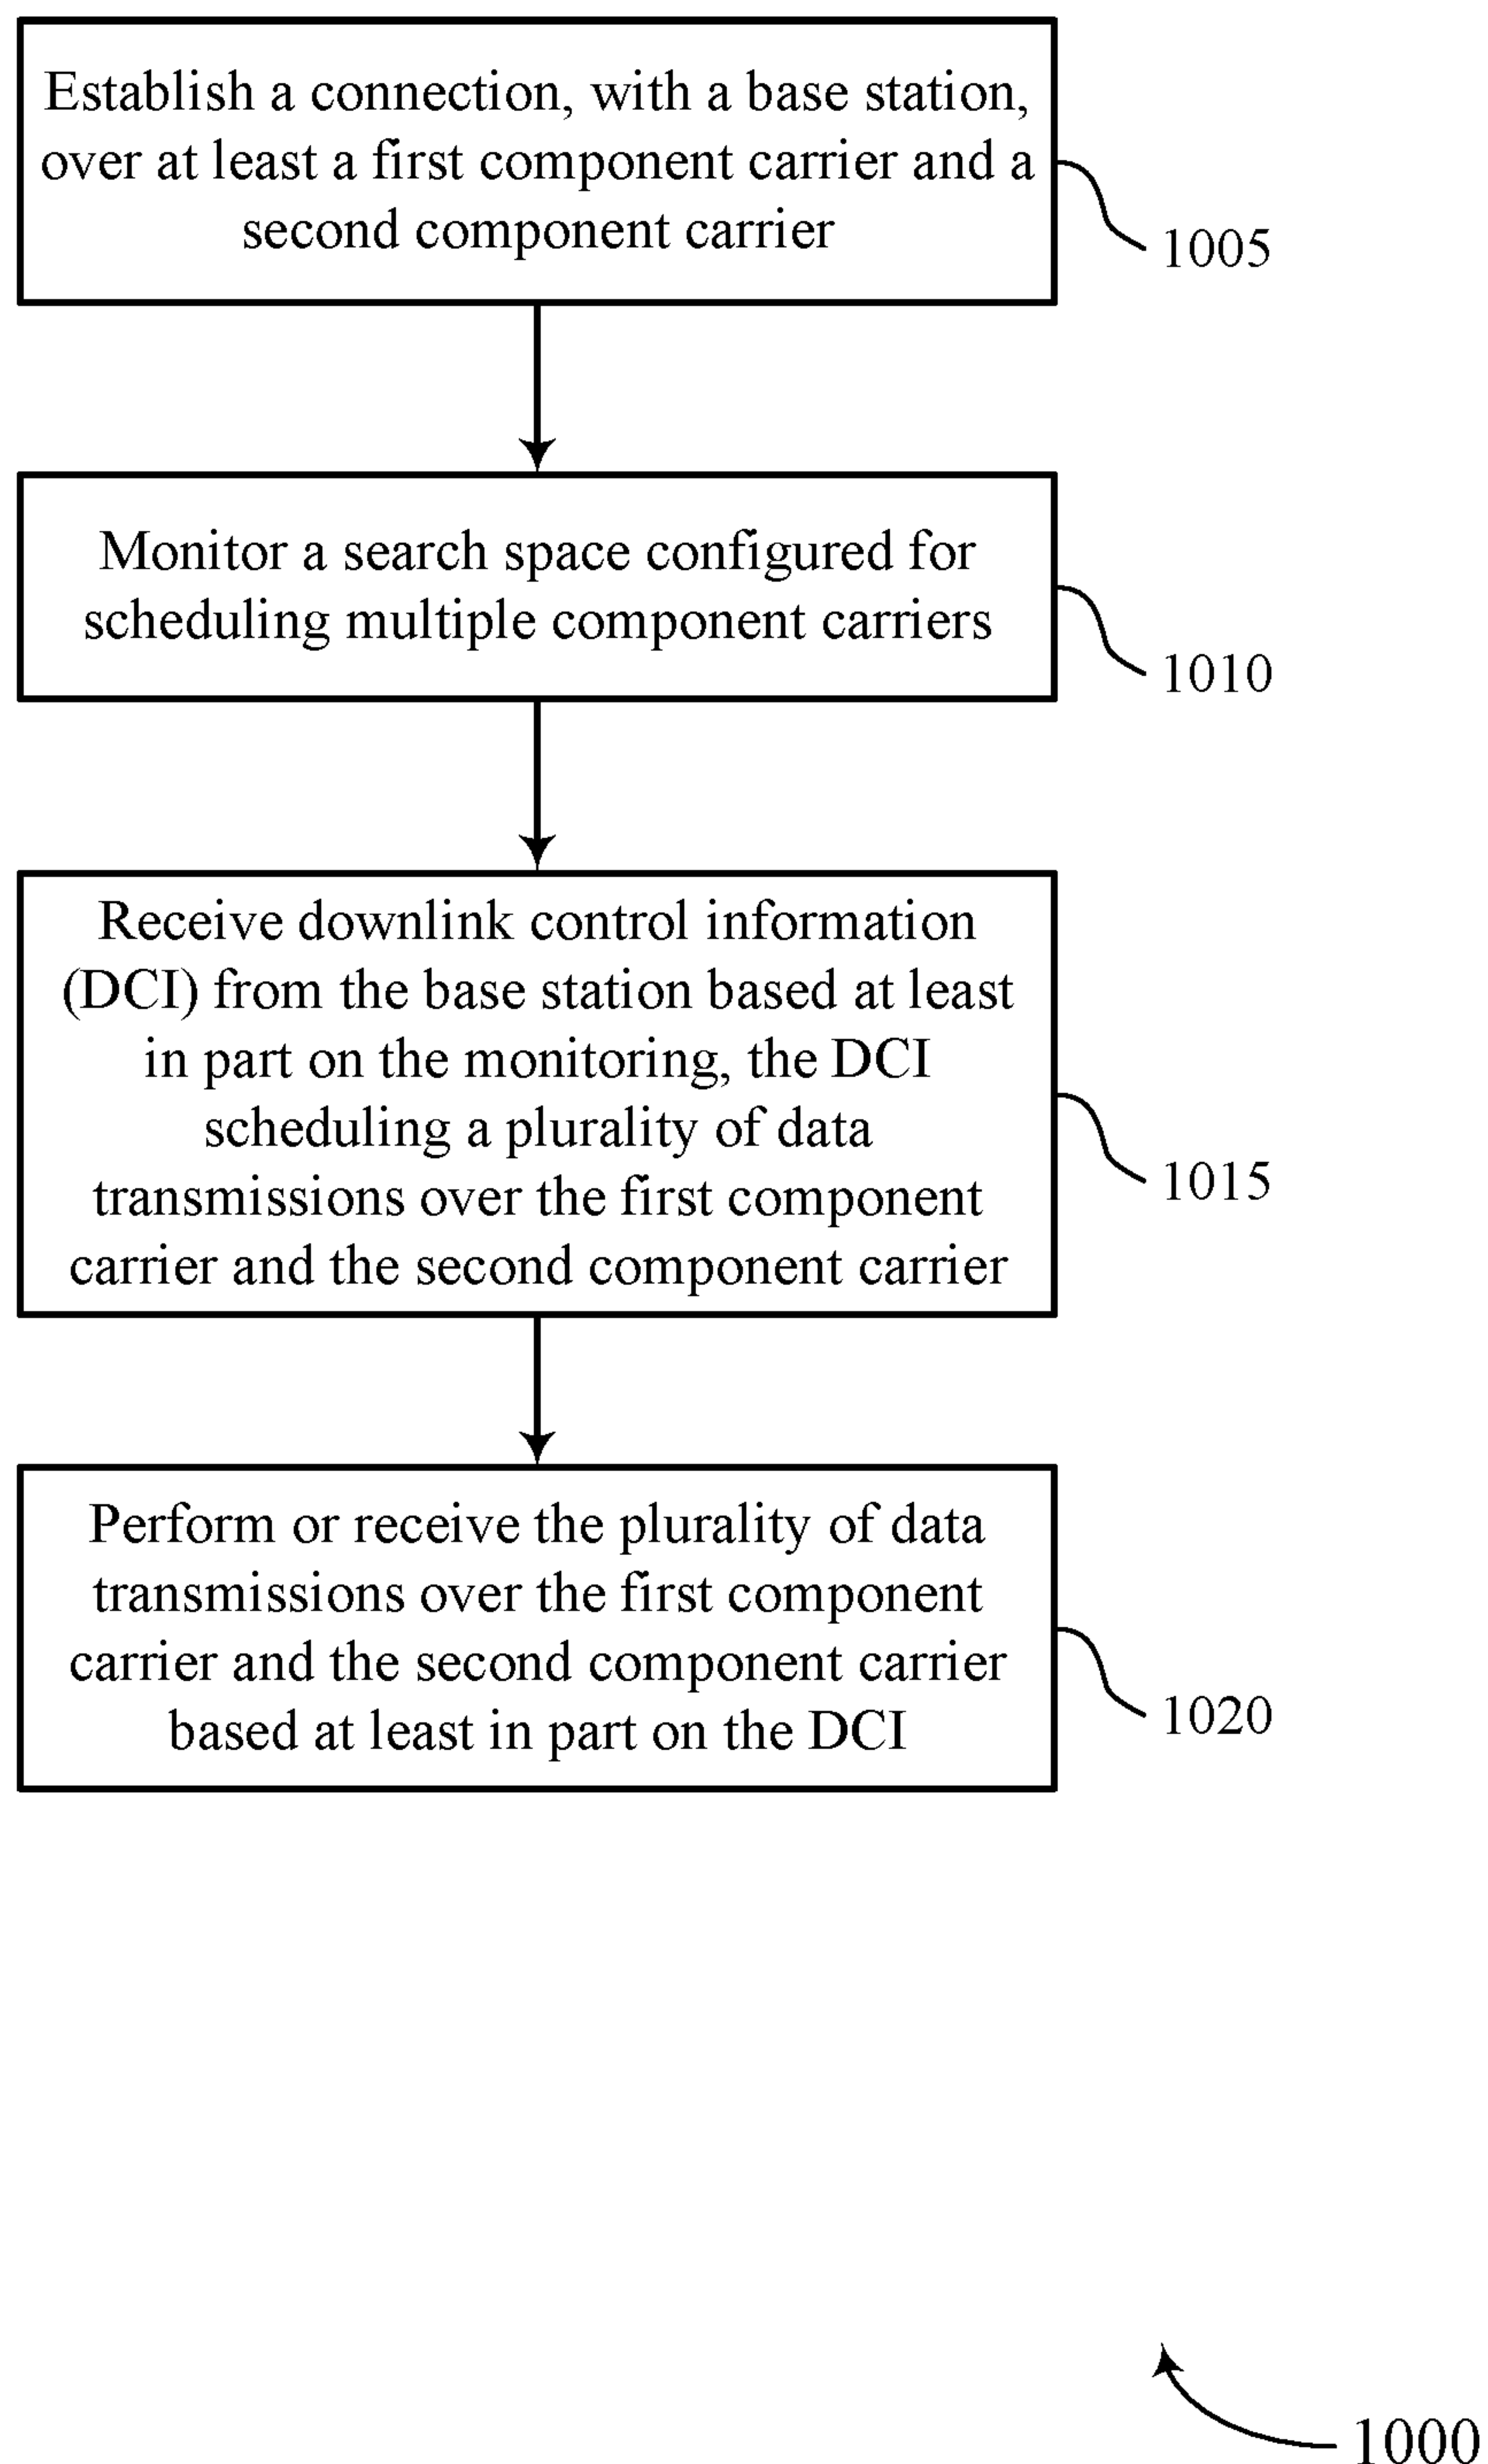 Establish a connection, with a base station,
over at least a first component carrier and a
second component carrier
1005
Monitor a search space configured for
scheduling multiple component carriers
1010
Receive downlink control information
(DCI) from the base station based at least
in part on the monitoring, the DCI
scheduling a plurality of data
transmissions over the first component
carrier and the second component carrier
1015
Perform or receive the plurality of data
transmissions over the first component
carrier and the second component carrier
based at least in part on the DCI
1020
1000